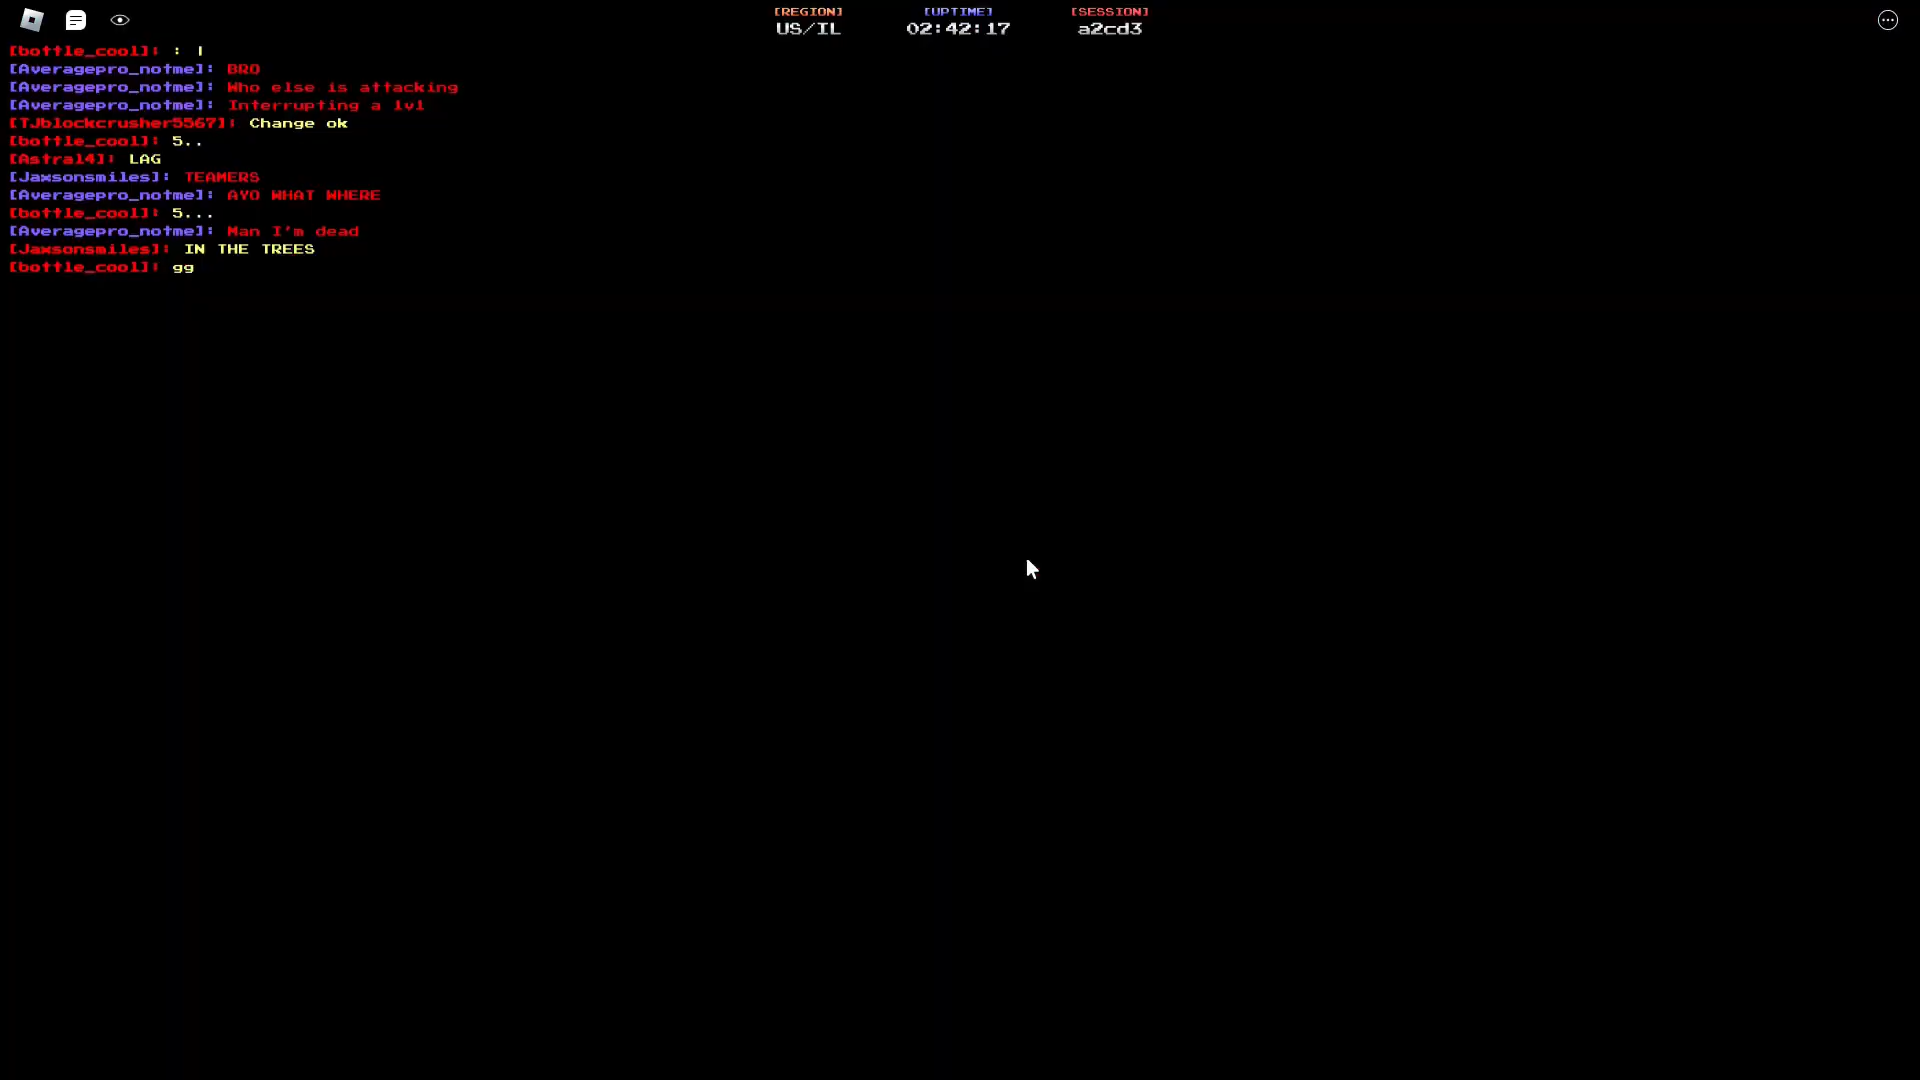 [REGION] [UPTIME] [SESSION]
US/IL 02:42:17 a2cd3
[bottle_cool]: : |
[Averagepro_notme]: BRO
[Averagepro_notme]: Who else is attacking
[Averagepro_notme]: Interrupting a lvl
[TJblockcrusher5567]: Change ok
[bottle_cool]: 5..
[Astral4]: LAG
[Jaxsonsmiles]: TEAMERS
[Averagepro_notme]: AYO WHAT WHERE
[bottle_cool]: 5...
[Averagepro_notme]: Man I'm dead
[Jaxsonsmiles]: IN THE TREES
[bottle_cool]: gg